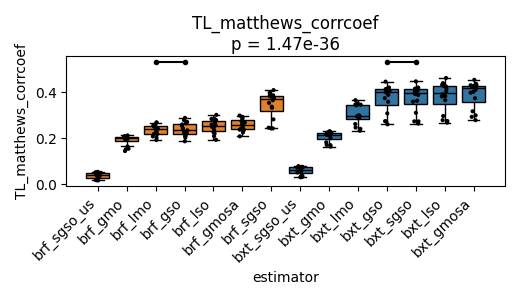 TL_matthews_corrcoef
p = 1.47e-36
TL_matthews_corrcoef
0.4
0.2
0.0
brf_sgso_us
brf_gmo
brf_lmo
brf_gso
brf_lso
brf_gmosa
brf_sgso
bxt_sgso_us
bxt_gmo
bxt_lmo
bxt_gso
bxt_sgso
bxt_lso
bxt_gmosa
estimator